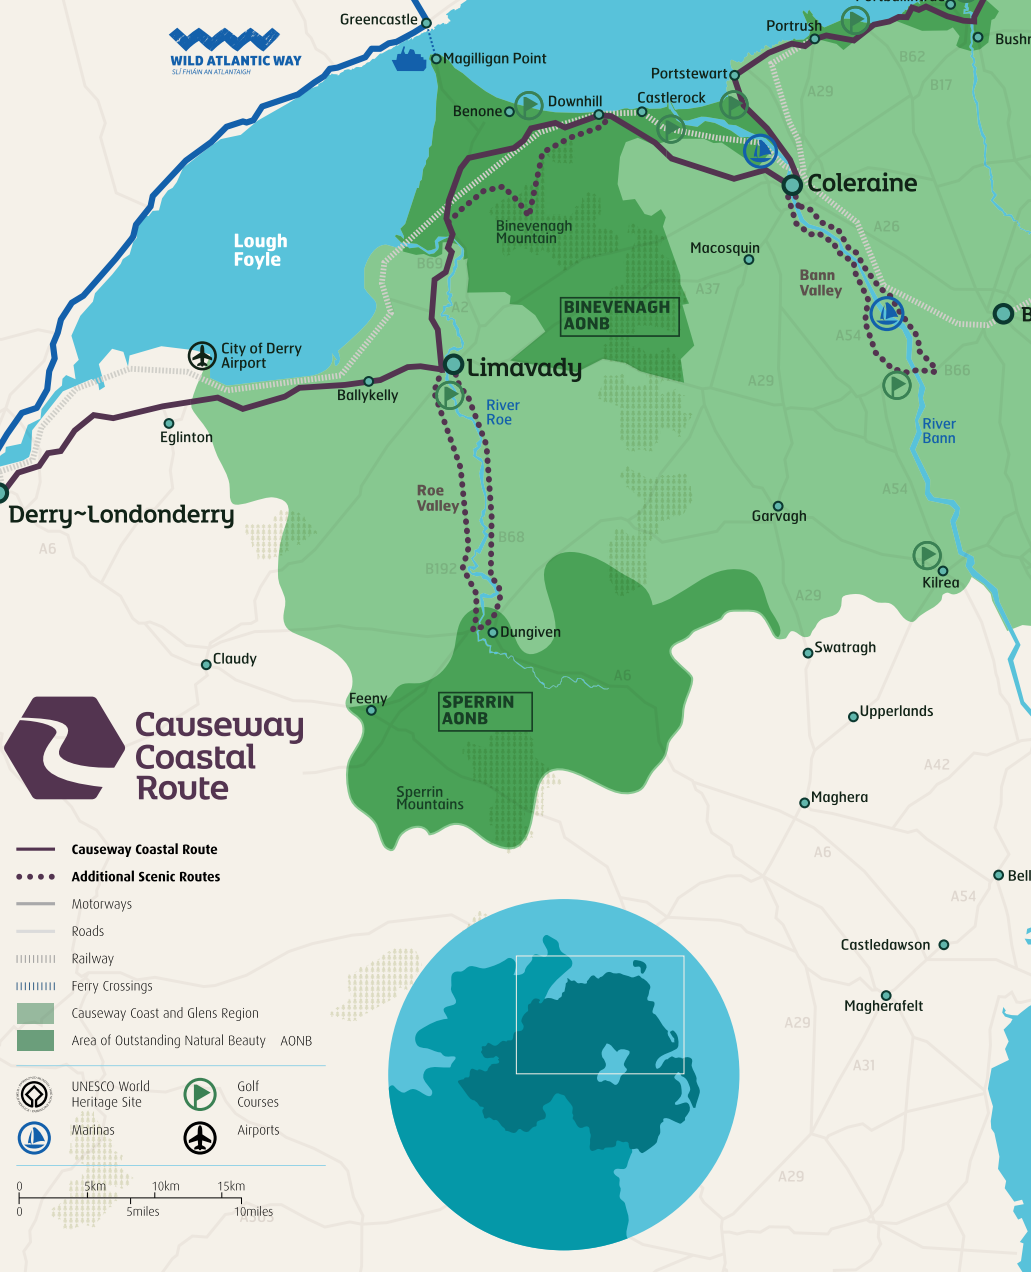 Greencastle
Portrush
Bushm
WILD ATLANTIC WAY
SLÍ FHIÁIN AN ATLANTAIGH
Magilligan Point
B62
Portstewart
B17
A29
Benone
Downhill
Castlerock
Coleraine
Binevenagh
Mountain
A26
Lough
Foyle
Macosquin
B69
Bann
Valley
A37
A2
BINEVENAGH
AONB
B
A54
City of Derry
Airport
Limavady
B66
A29
Ballykelly
River
Roe
River
Bann
Eglinton
Roe
Valley
A54
Garvagh
Derry~Londonderry
B68
A6
B192
Kilrea
A29
Dungiven
Swatragh
Claudy
A6
Feeny
SPERRIN
AONB
Upperlands
Causeway
Coastal
Route
A42
Sperrin
Mountains
Maghera
Causeway Coastal Route
A6
Additional Scenic Routes
Bell
Motorways
A54
Roads
Castledawson
Railway
Ferry Crossings
Magherafelt
Causeway Coast and Glens Region
A29
Area of Outstanding Natural Beauty AONB
A31
UNESCO World
Heritage Site
Golf
Courses
Marinas
Airports
A29
0 5km 10km 15km
0 5miles 10miles
A505